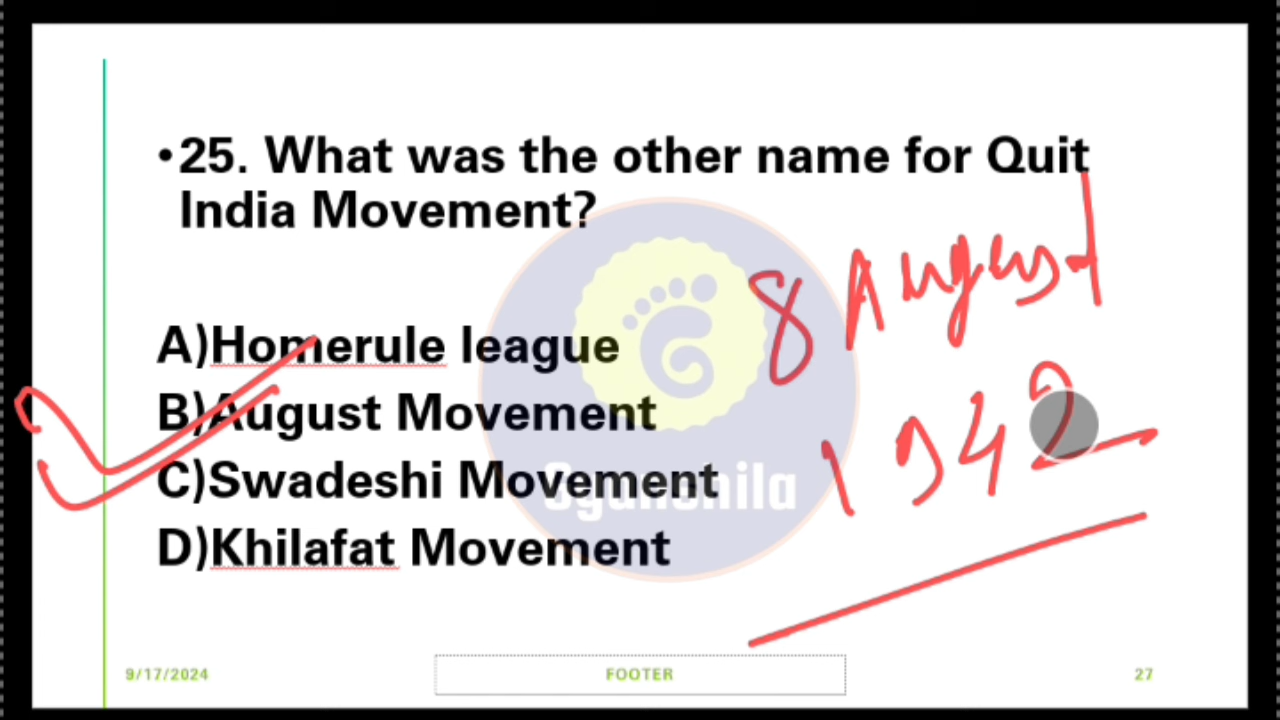 •25. What was the other name for Quit
India Movement?
8 August
1942
A)Homerule league
B)August Movement
C)Swadeshi Movement
D)Khilafat Movement
9/17/2024
FOOTER
27